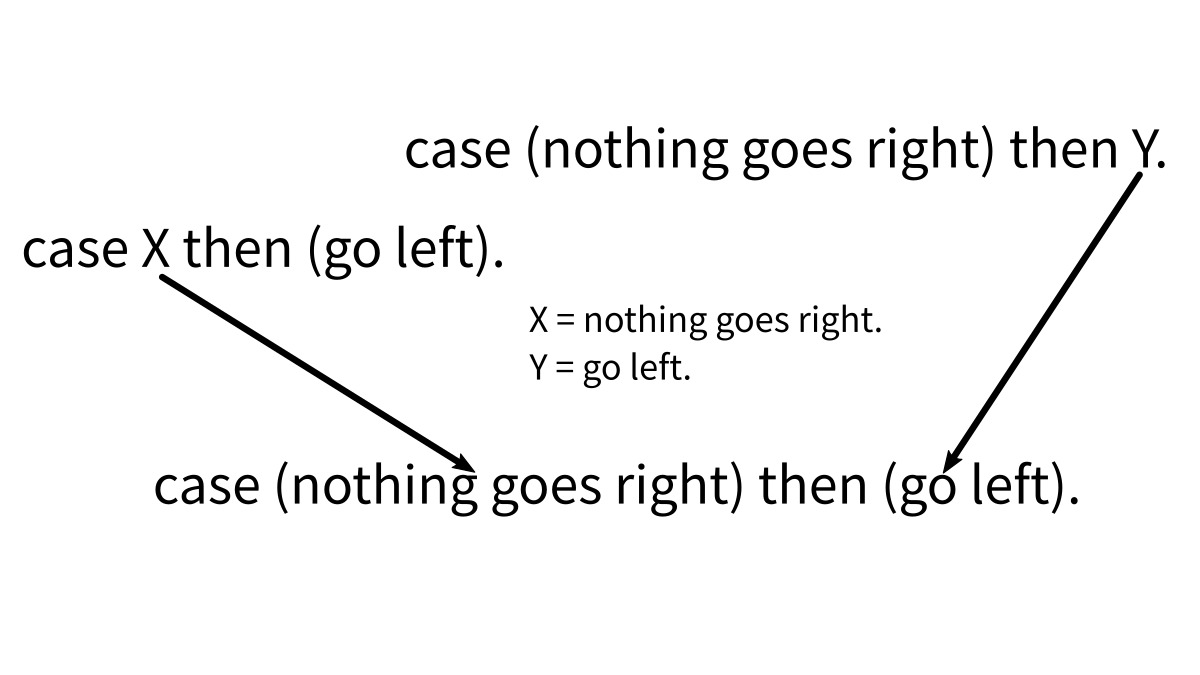 case (nothing goes right) then Y.
case X then (go left).
X = nothing goes right.
Y = go left.
case (nothing goes right) then (go left).